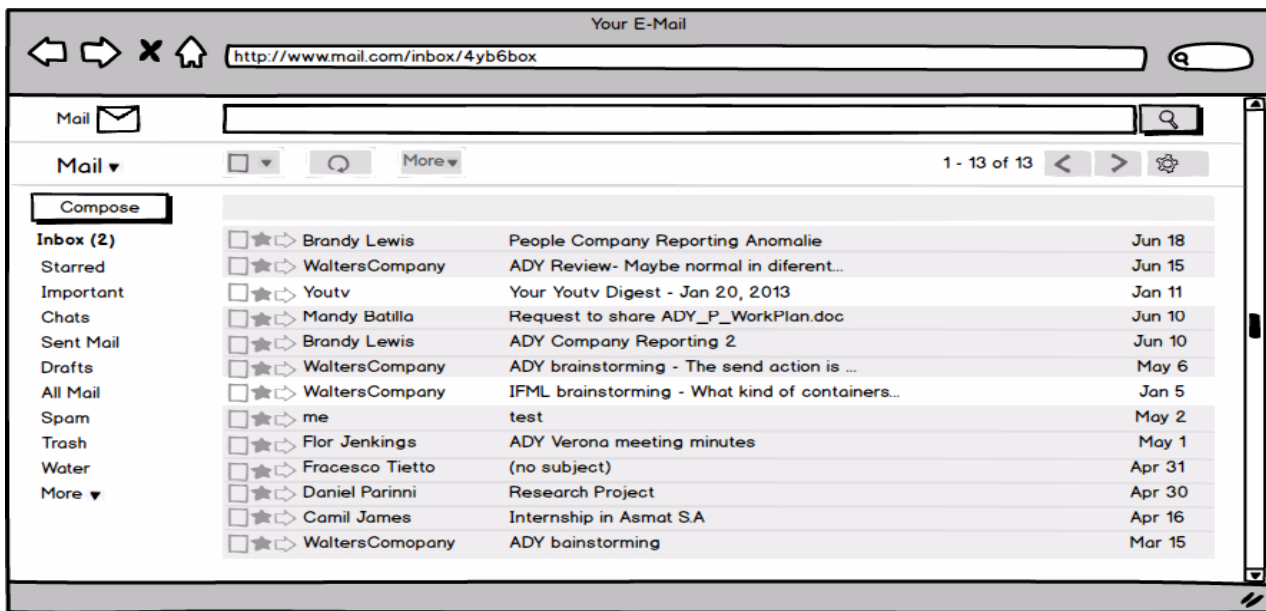 Your E-Mail
http://www.mail.com/inbox/4yb6box
Mail
Mail
More
1 - 13 of 13
Compose
Inbox (2)
Starred
Important
Chats
Sent Mail
Drafts
All Mail
Spam
Trash
Water
More
Brandy Lewis People Company Reporting Anomalie Jun 18
WaltersCompany ADY Review- Maybe normal in diferent... Jun 15
Youtv Your Youtv Digest - Jan 20, 2013 Jan 11
Mandy Batilla Request to share ADY_P_WorkPlan.doc Jun 10
Brandy Lewis ADY Company Reporting 2 Jun 10
WaltersCompany ADY brainstorming - The send action is ... May 6
WaltersCompany IFML brainstorming - What kind of containers... Jan 5
me test May 2
Flor Jenkings ADY Verona meeting minutes May 1
Fracesco Tietto (no subject) Apr 31
Daniel Parinni Research Project Apr 30
Camil James Internship in Asmat S.A Apr 16
WaltersComopany ADY bainstorming Mar 15